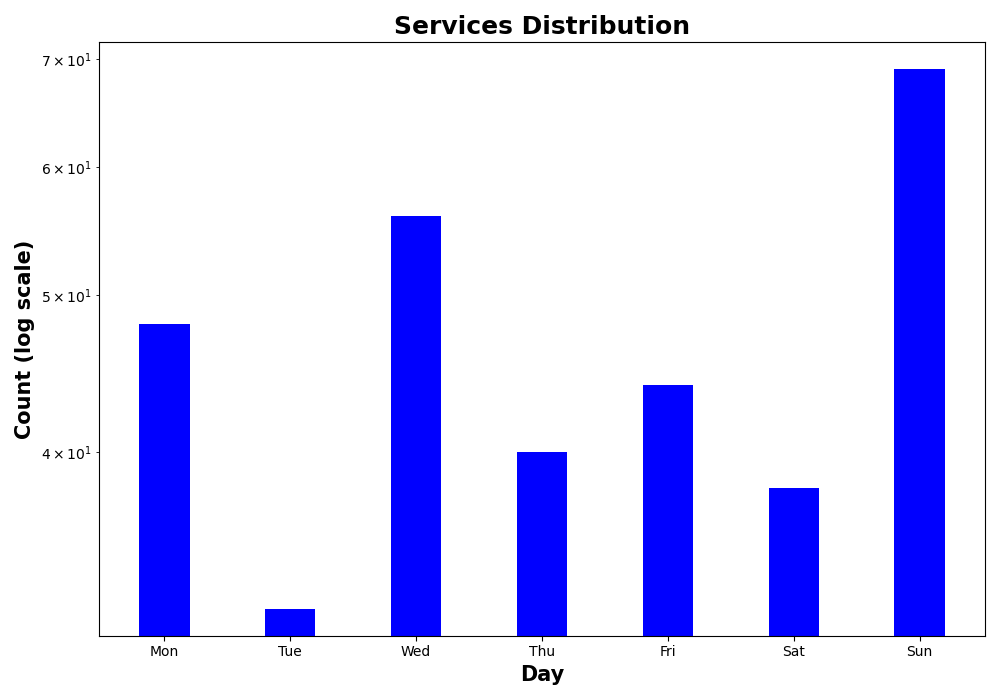 Services Distribution
Count (log scale)
7 × 10¹
6 × 10¹
5 × 10¹
4 × 10¹
Mon Tue Wed Thu Fri Sat Sun
Day